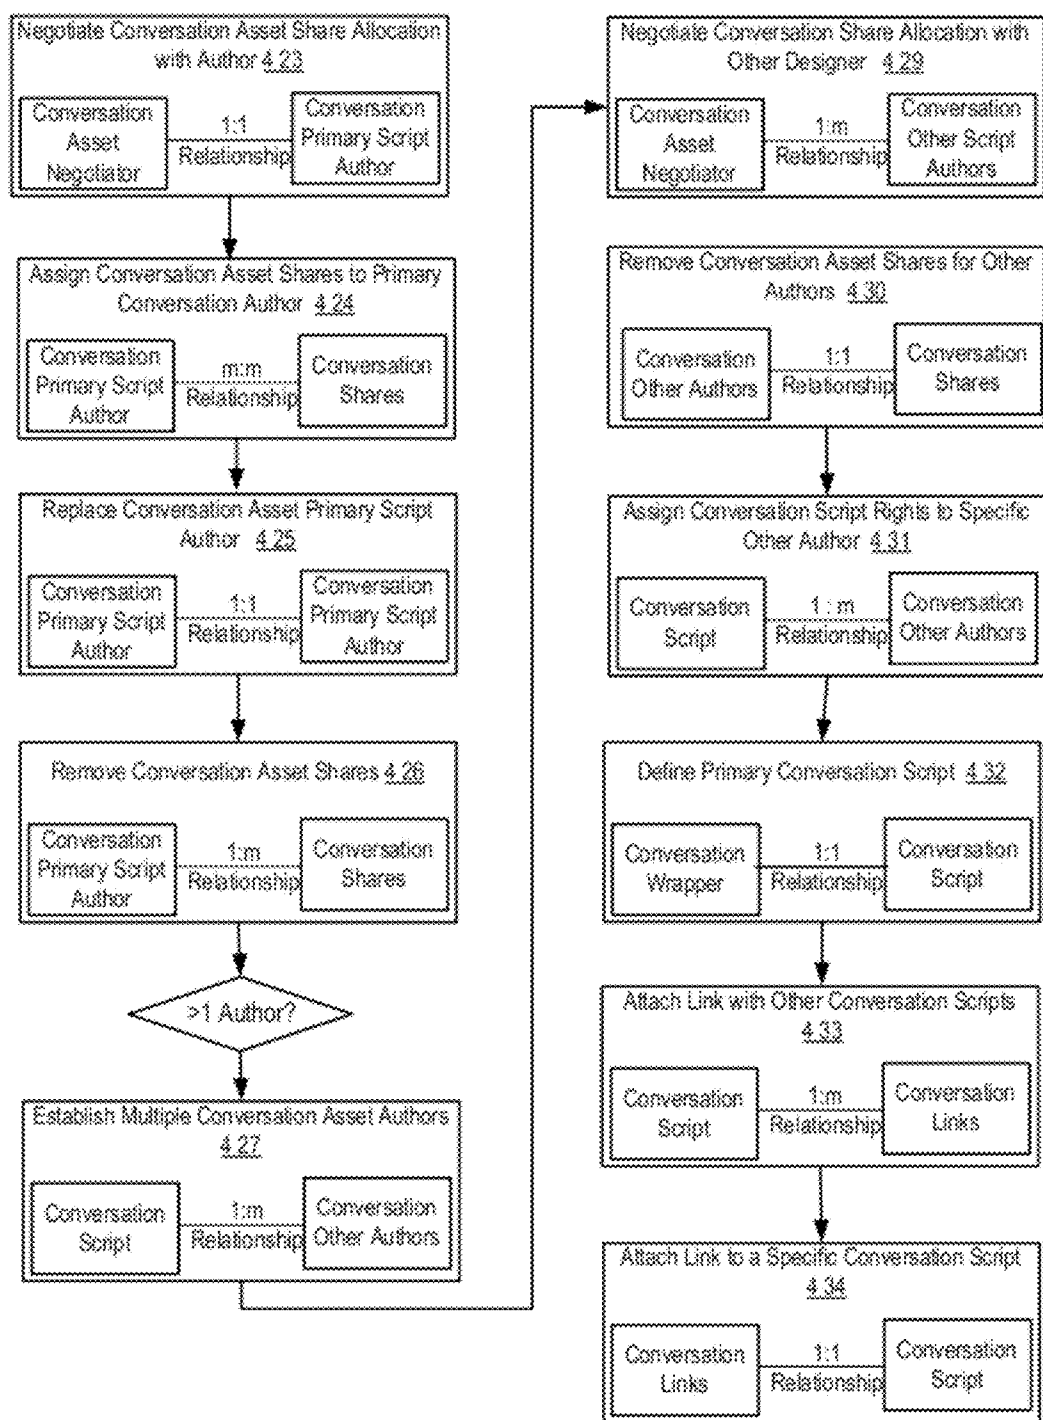 Negotiate Conversation Asset Share Allocation
with Author 4.23
Conversation
Asset
Negotiator
1:1
Relationship
Conversation
Primary Script
Author
Assign Conversation Asset Shares to Primary
Conversation Author 4.24
Conversation
Primary Script
Author
m:m
Relationship
Conversation
Shares
Replace Conversation Asset Primary Script
Author 4.25
Conversation
Primary Script
Author
1:1
Relationship
Conversation
Primary Script
Author
Remove Conversation Asset Shares 4.26
Conversation
Primary Script
Author
1:m
Relationship
Conversation
Shares
>1 Author?
Establish Multiple Conversation Asset Authors
4.27
Conversation
Script
1:m
Relationship
Conversation
Other Authors
Negotiate Conversation Share Allocation with
Other Designer 4.29
Conversation
Asset
Negotiator
1:m
Relationship
Conversation
Other Script
Authors
Remove Conversation Asset Shares for Other
Authors 4.30
Conversation
Other Authors
1:1
Relationship
Conversation
Shares
Assign Conversation Script Rights to Specific
Other Author 4.31
Conversation
Script
1 : m
Relationship
Conversation
Other Authors
Define Primary Conversation Script 4.32
Conversation
Wrapper
1:1
Relationship
Conversation
Script
Attach Link with Other Conversation Scripts
4.33
Conversation
Script
1:m
Relationship
Conversation
Links
Attach Link to a Specific Conversation Script
4.34
Conversation
Links
1:1
Relationship
Conversation
Script